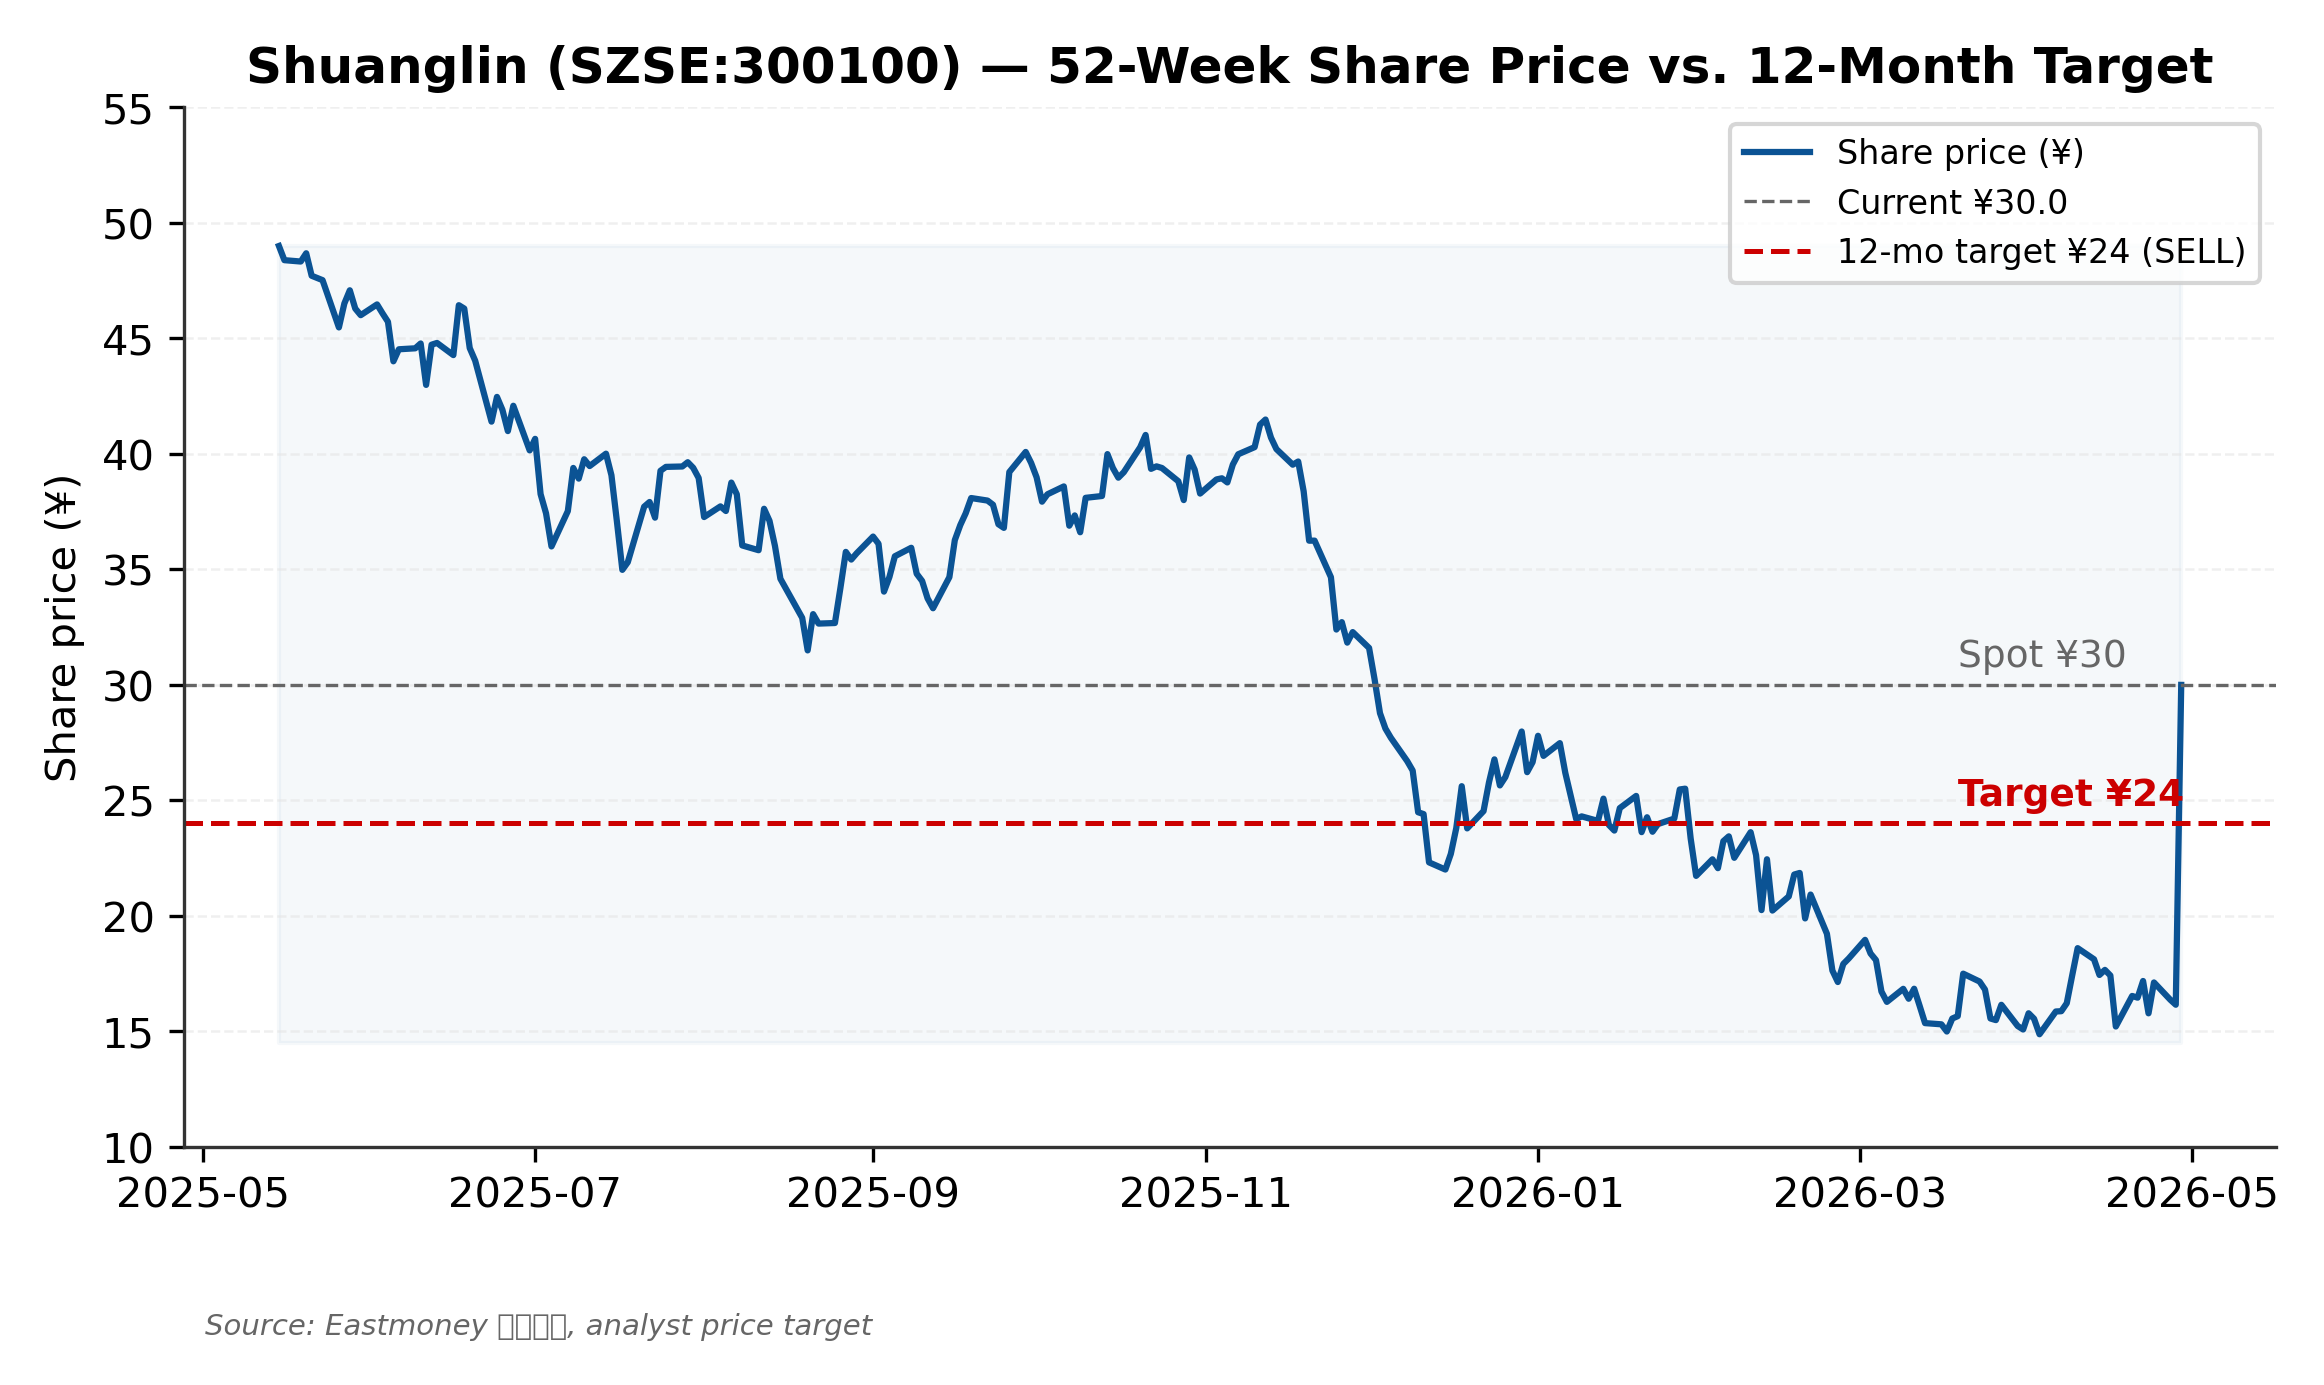 Shuanglin (SZSE:300100) — 52-Week Share Price vs. 12-Month Target
Share price (¥)
Current ¥30.0
12-mo target ¥24 (SELL)
Share price (¥)
55
50
45
40
35
30
25
20
15
10
Spot ¥30
Target ¥24
2025-05
2025-07
2025-09
2025-11
2026-01
2026-03
2026-05
Source: Eastmoney , analyst price target